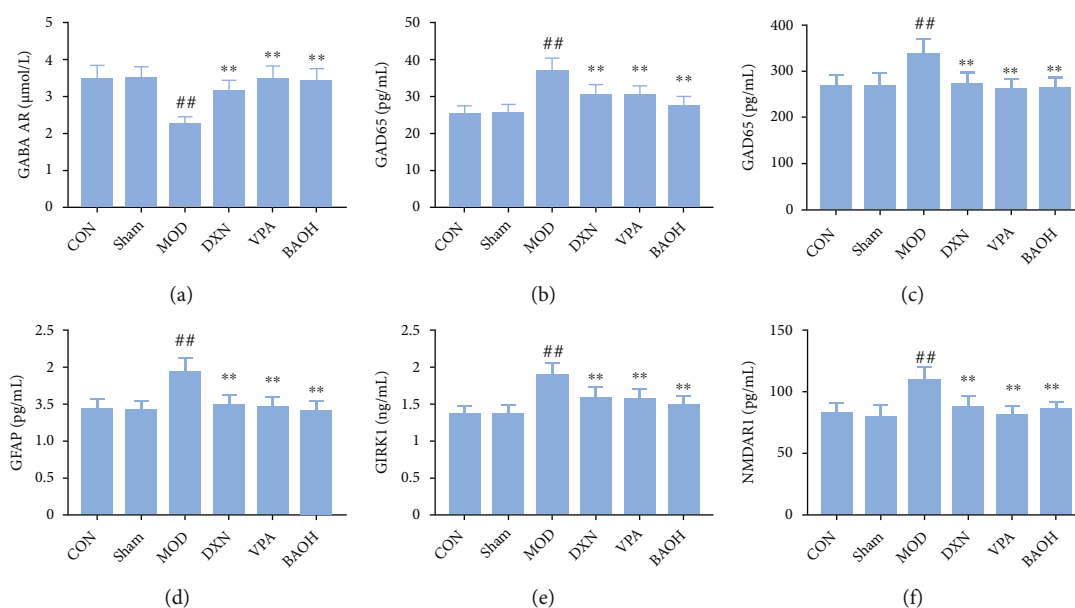 GABA AR (μmol/L)
5
4
3
2
1
0
##
**
**
**
CON
Sham
MOD
DXN
VPA
BAOH
(a)
GAD65 (pg/mL)
50
40
30
20
10
0
##
**
**
**
CON
Sham
MOD
DXN
VPA
BAOH
(b)
GAD65 (pg/mL)
400
300
200
100
0
##
**
**
**
CON
Sham
MOD
DXN
VPA
BAOH
(c)
GFAP (pg/mL)
2.5
2
3.5
1.0
0.5
0
##
**
**
**
CON
Sham
MOD
DXN
VPA
BAOH
(d)
GIRK1 (ng/mL)
2.5
2
1.5
1
0.5
0
##
**
**
**
CON
Sham
MOD
DXN
VPA
BAOH
(e)
NMDAR1 (pg/mL)
150
100
50
0
##
**
**
**
CON
Sham
MOD
DXN
VPA
BAOH
(f)